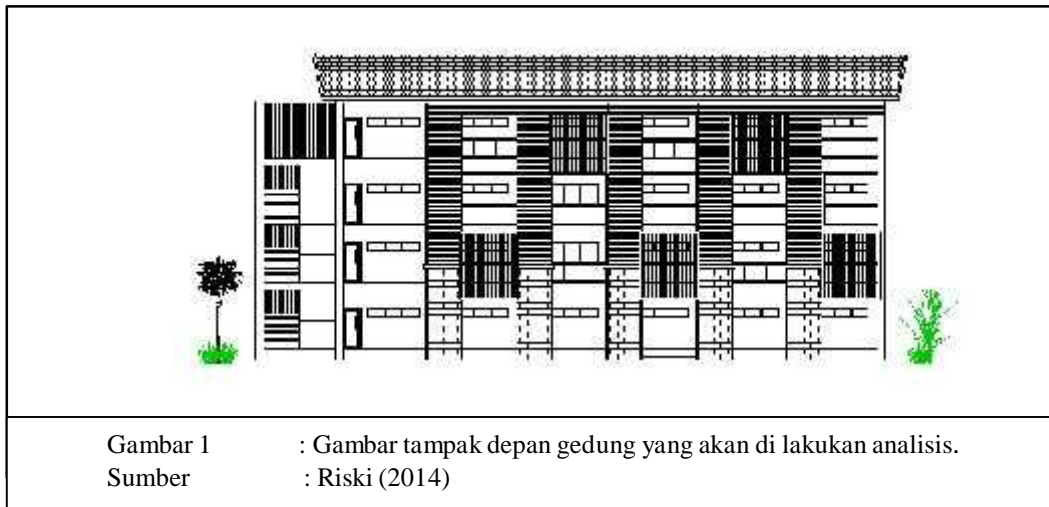 Gambar 1 : Gambar tampak depan gedung yang akan di lakukan analisis.
Sumber : Riski (2014)